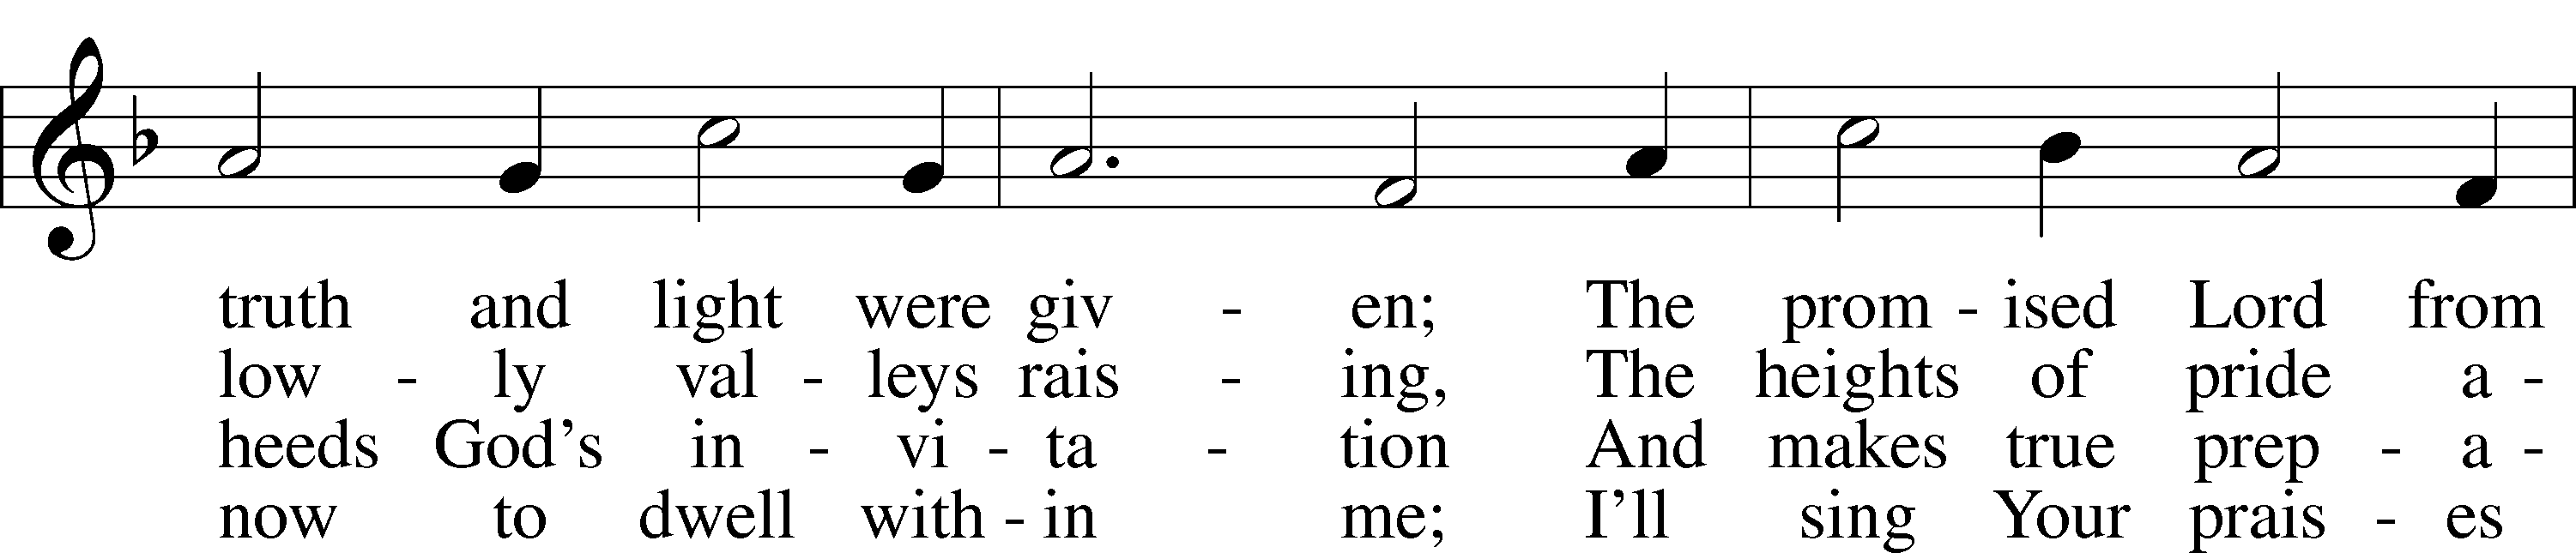 truth and light were giv - en; The prom - ised Lord from
low - ly val - leys rais - ing, The heights of pride a -
heeds God's in - vi - ta - tion And makes true prep - a -
now to dwell with - in me; I'll sing Your prais - es